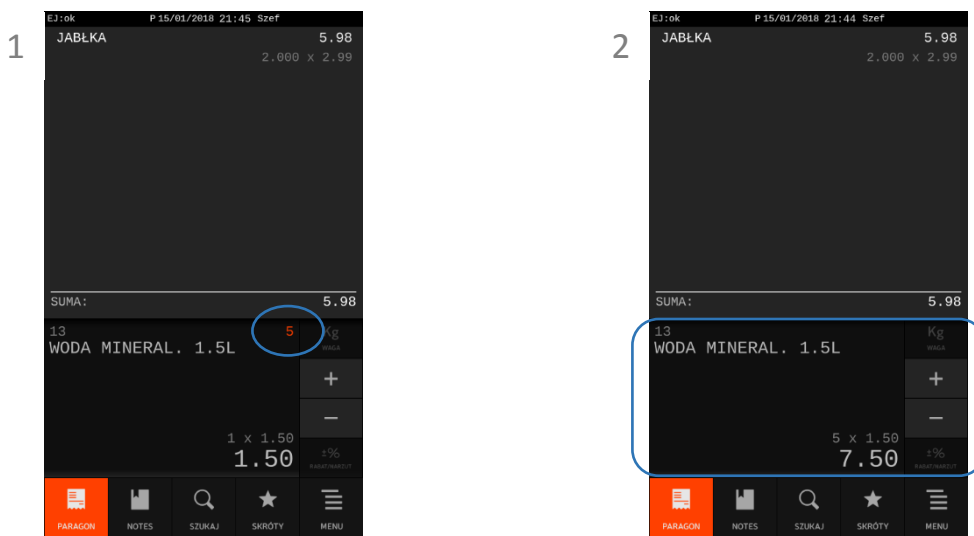 1
EJ:ok P 15/01/2018 21:45 Szef
JABŁKA 5.98
2.000 x 2.99
SUMA: 5.98
13 5 Kg
WODA MINERAL. 1.5L WAGA
+
−
1 x 1.50
1.50 ±%
RABAT/NARZUT
PARAGON NOTES SZUKAJ SKRÓTY MENU
2
EJ:ok P 15/01/2018 21:44 Szef
JABŁKA 5.98
2.000 x 2.99
SUMA: 5.98
13 Kg
WODA MINERAL. 1.5L WAGA
+
−
5 x 1.50
7.50 ±%
RABAT/NARZUT
PARAGON NOTES SZUKAJ SKRÓTY MENU